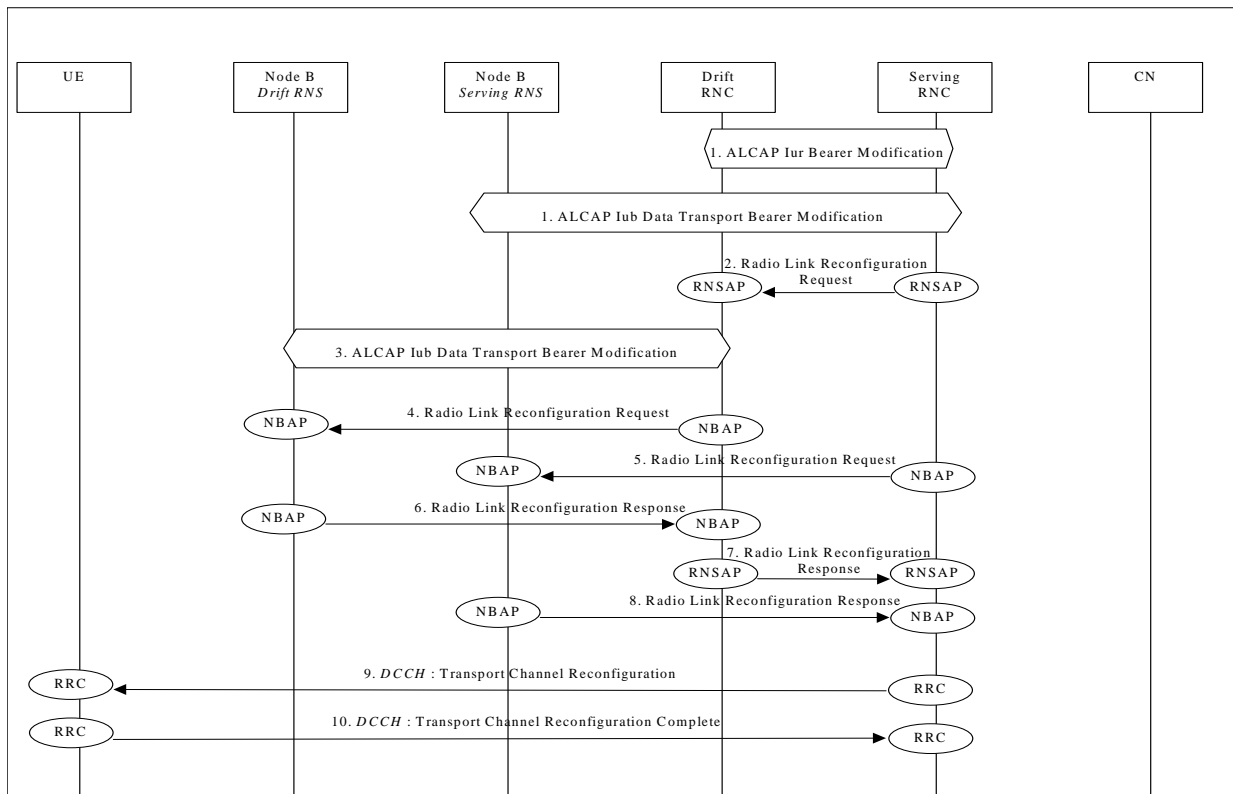 UE
Node B
Drift RNS
Node B
Serving RNS
Drift
RNC
Serving
RNC
CN
1. ALCAP Iur Bearer Modification
1. ALCAP Iub Data Transport Bearer Modification
2. Radio Link Reconfiguration
Request
RNSAP
RNSAP
3. ALCAP Iub Data Transport Bearer Modification
4. Radio Link Reconfiguration Request
NBAP
NBAP
5. Radio Link Reconfiguration Request
NBAP
NBAP
6. Radio Link Reconfiguration Response
NBAP
NBAP
7. Radio Link Reconfiguration
Response
RNSAP
RNSAP
8. Radio Link Reconfiguration Response
NBAP
NBAP
9. DCCH : Transport Channel Reconfiguration
RRC
RRC
10. DCCH : Transport Channel Reconfiguration Complete
RRC
RRC